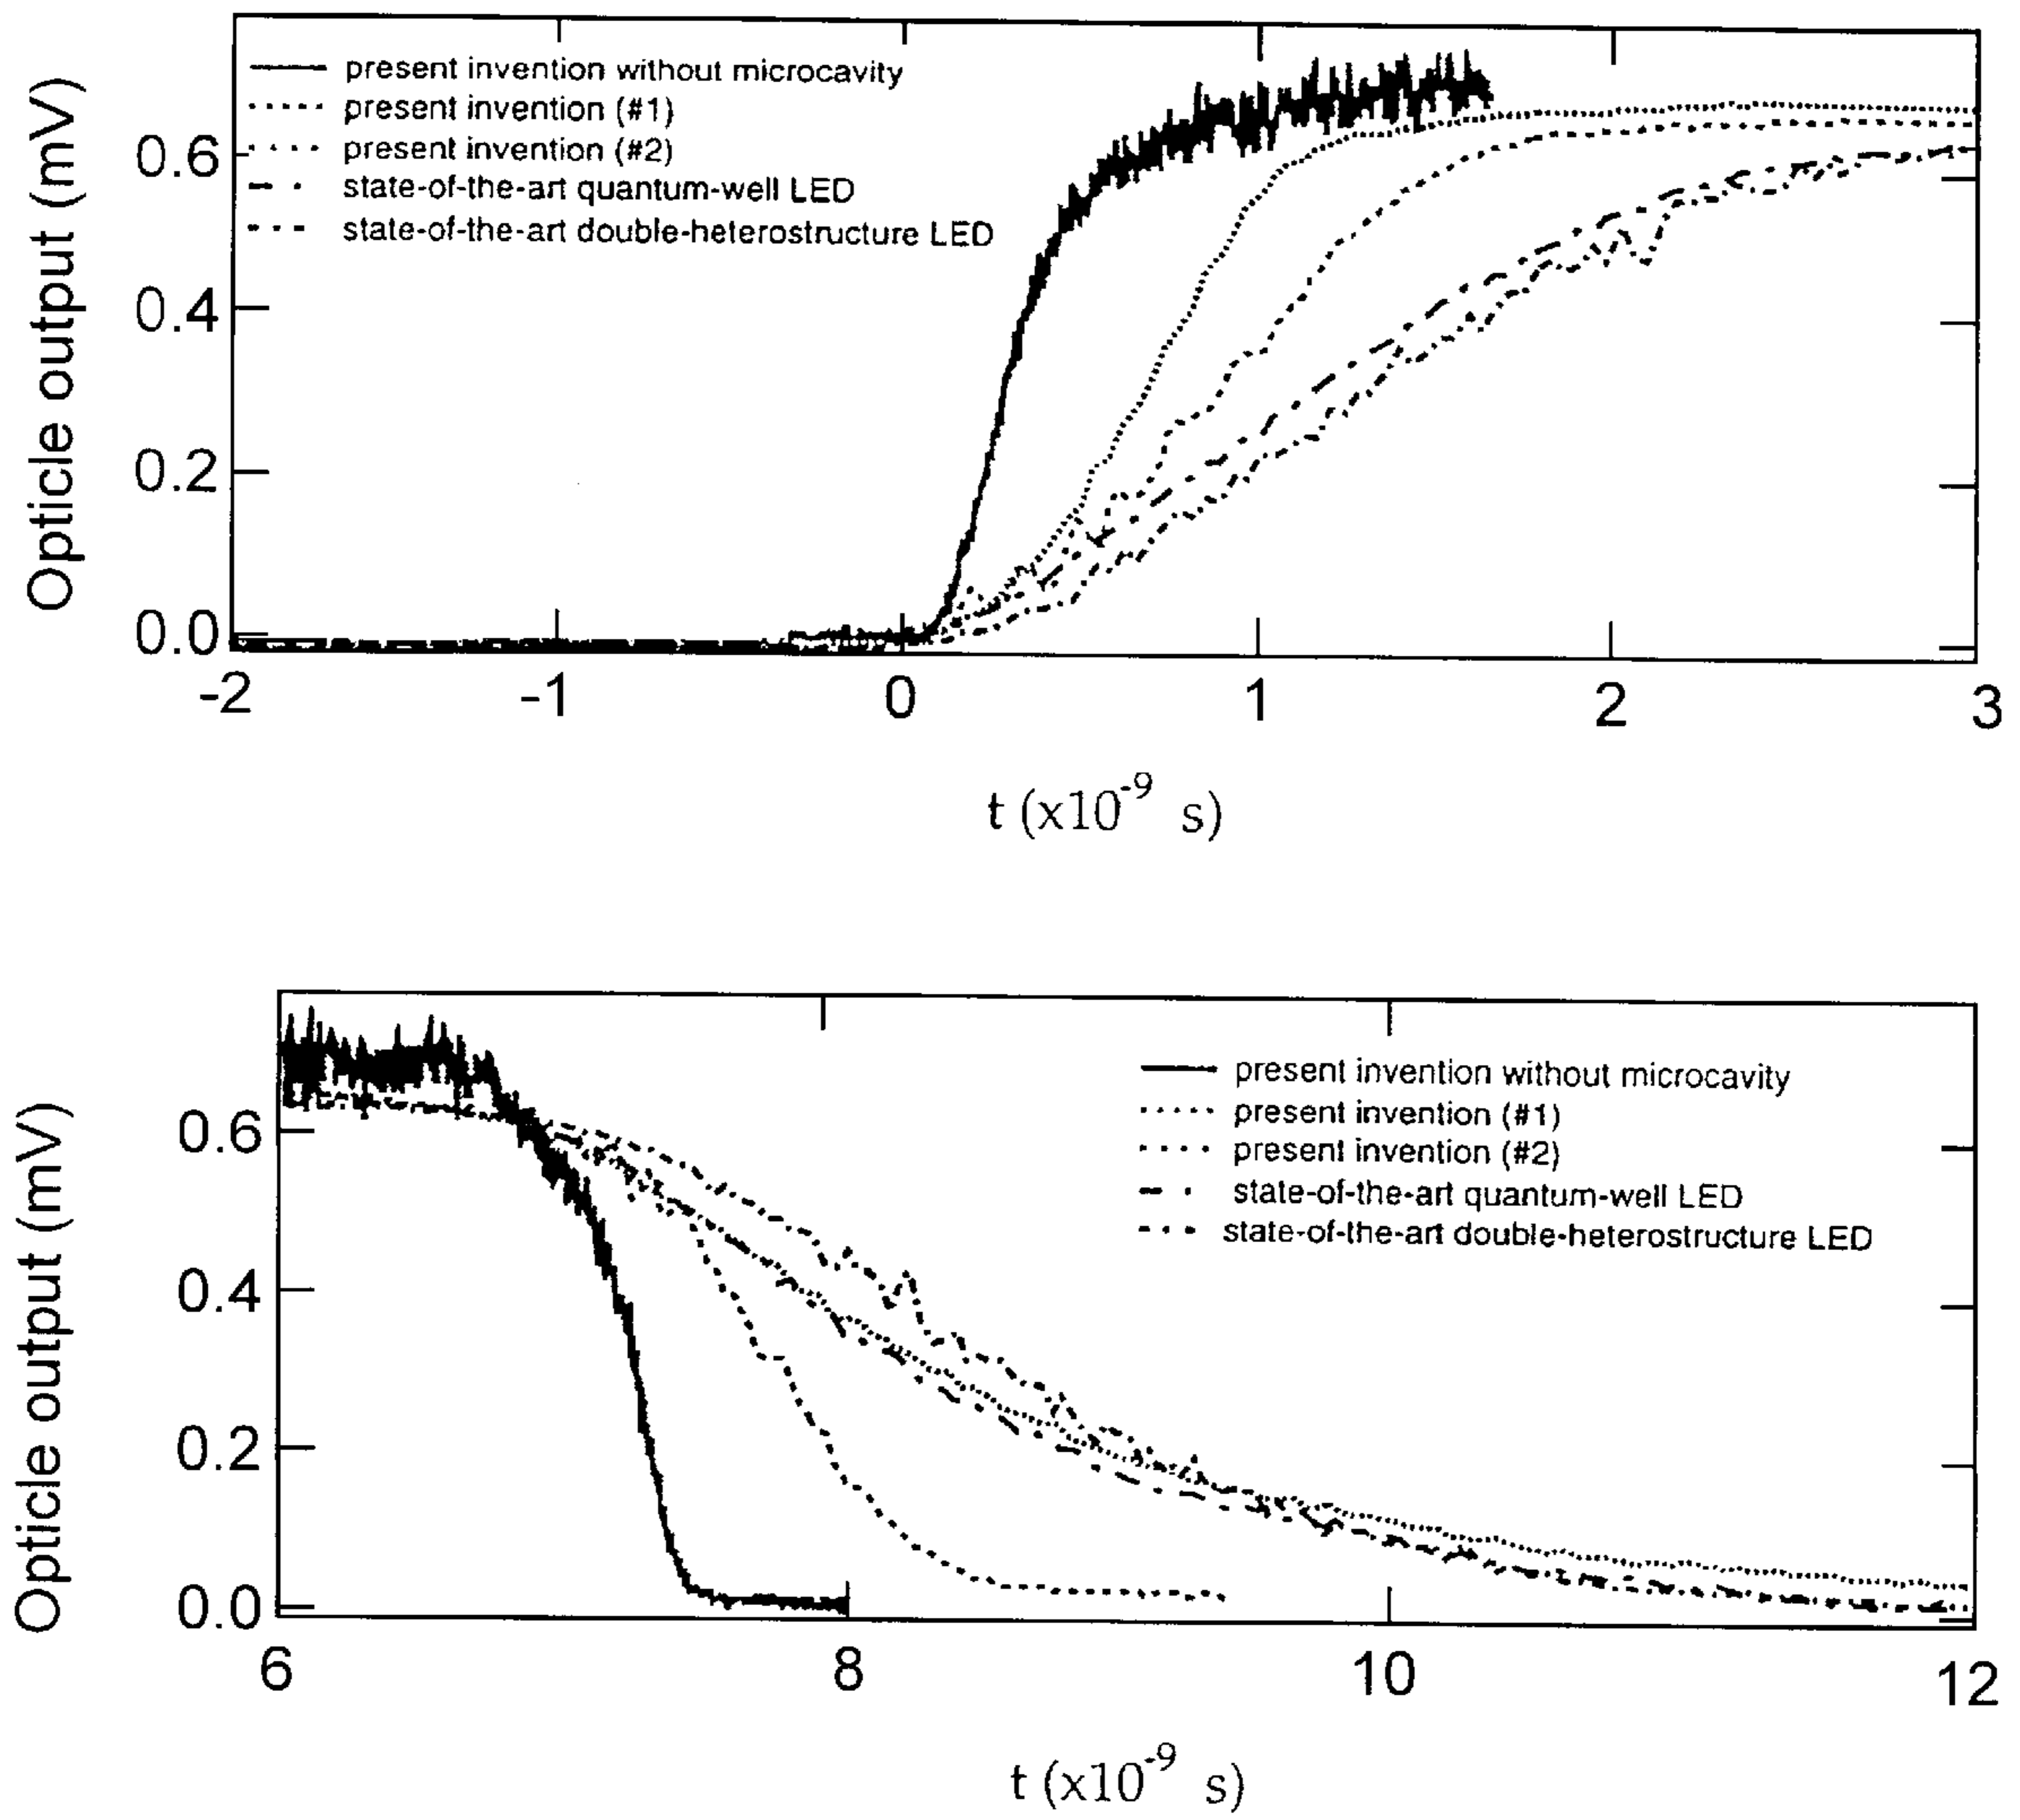 present invention without microcavity
present invention (#1)
present invention (#2)
state-of-the-art quantum-well LED
state-of-the-art double-heterostructure LED
Opticle output (mV)
0.6
0.4
0.2
0.0
-2 -1 0 1 2 3
t (x10-9 s)
present invention without microcavity
present invention (#1)
present invention (#2)
state-of-the-art quantum-well LED
state-of-the-art double-heterostructure LED
Opticle output (mV)
0.6
0.4
0.2
0.0
6 8 10 12
t (x10-9 s)